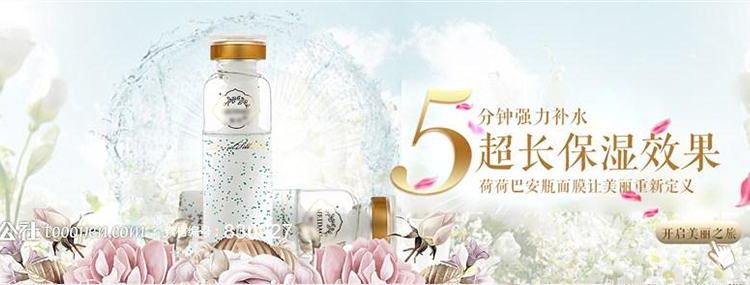 5
分钟强力补水
超长保湿效果
荷荷巴安瓶面膜让美丽重新定义
开启美丽之旅